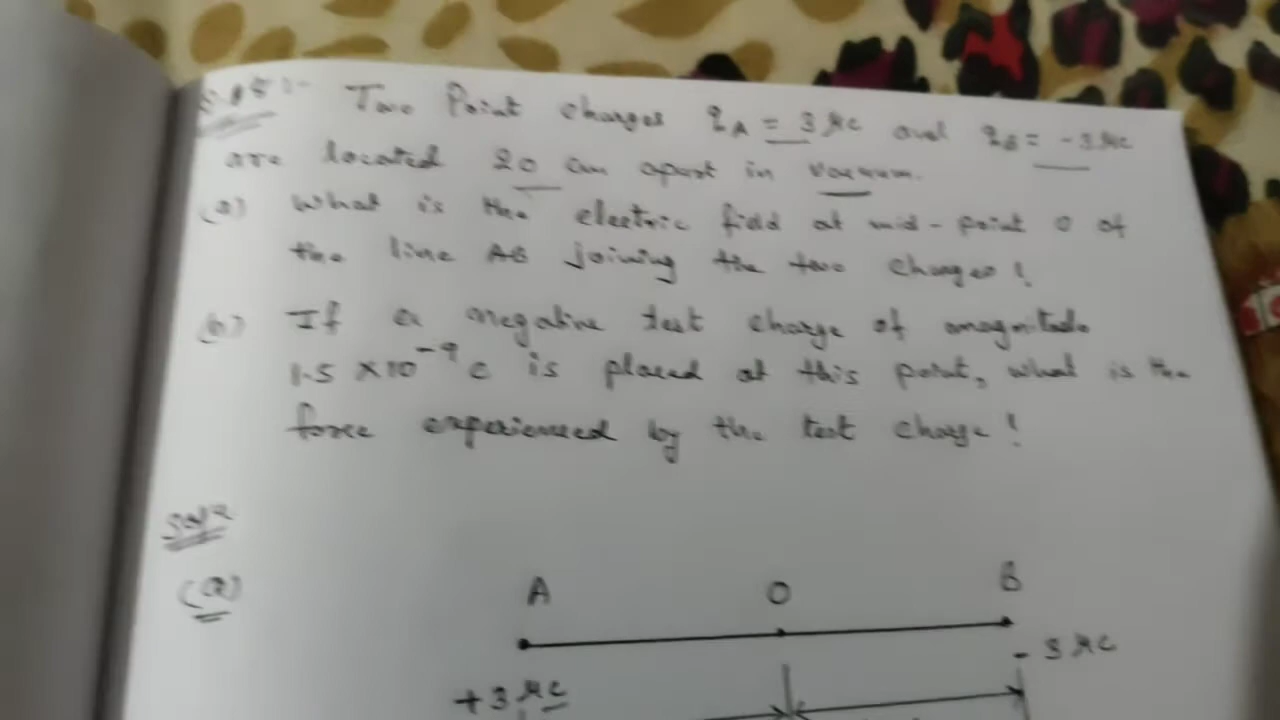 Two Point charges qA = 3 μc and qB = -3 μc
are located 20 cm apart in vacuum.
(a) What is the electric field at mid-point O of
the line AB joining the two charges?
(b) If a negative test charge of magnitude
1.5 ×10⁻⁹ c is placed at this point, what is the
force experienced by the test charge?
Soln
(a)
A O B
+3 μc - 3 μc